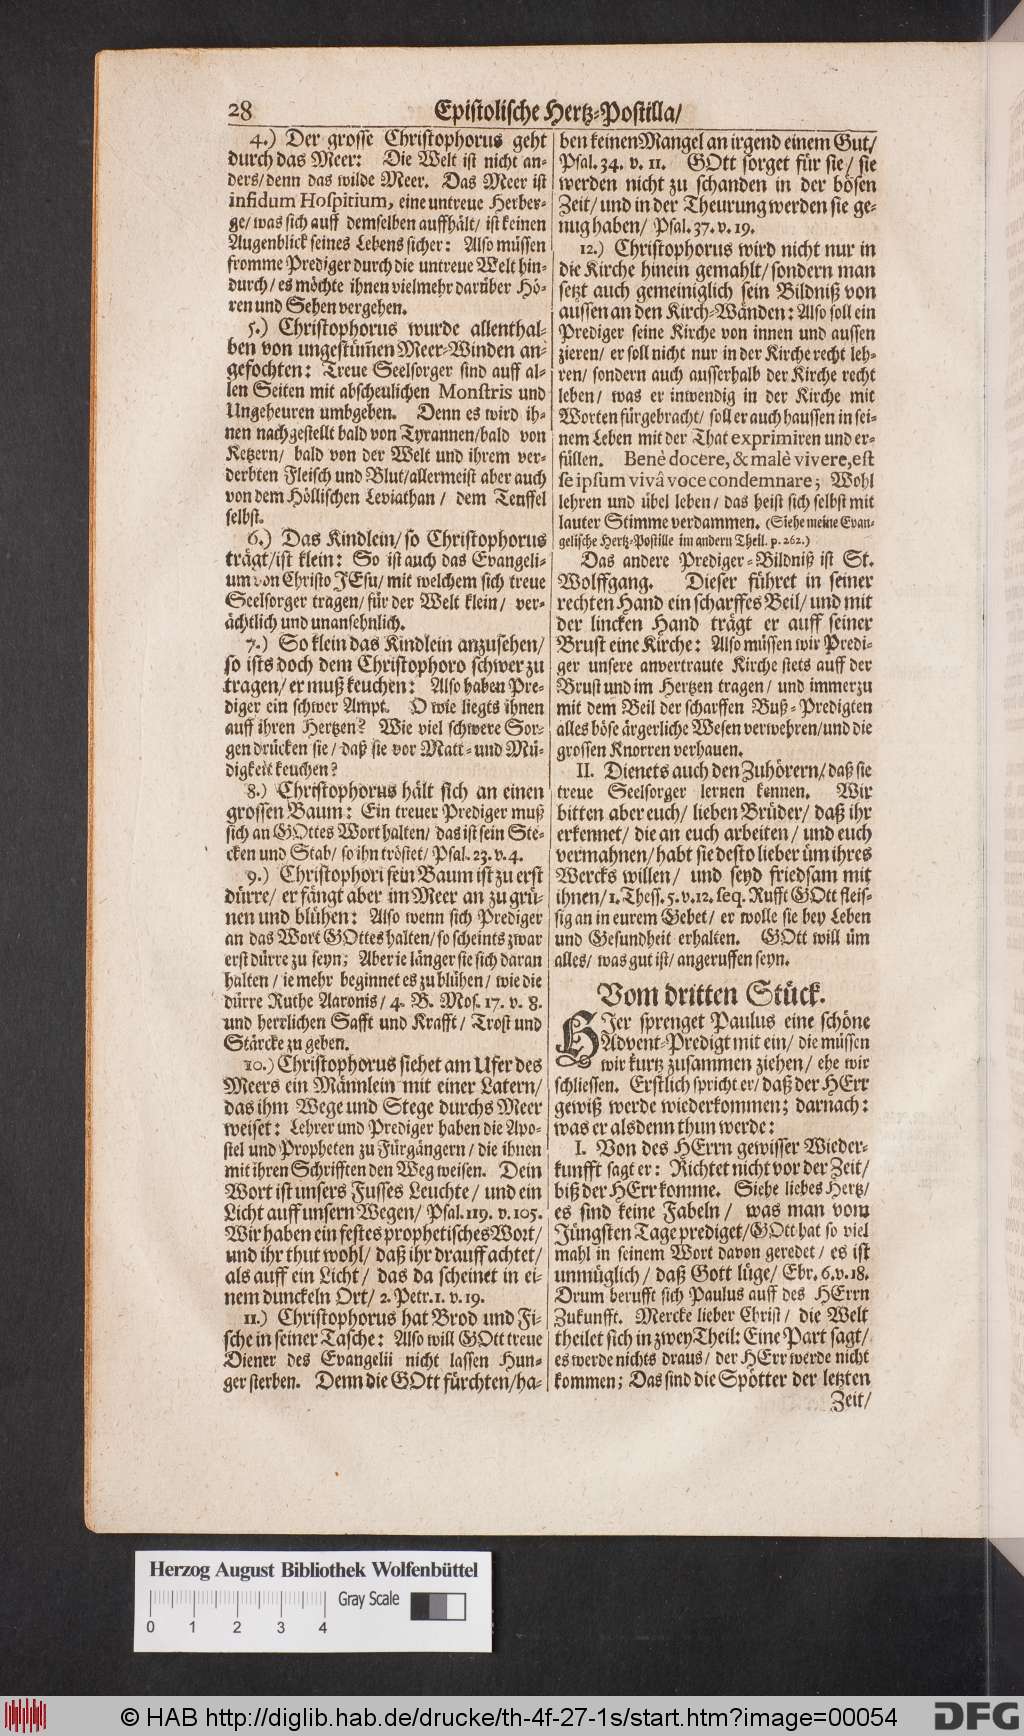 28
Epistolische Hertz-Postilla/
4.) Der grosse Christophorus geht
durch das Meer: Die Welt ist nicht an-
ders/denn das wilde Meer. Das Meer ist
infidum Hospitium, eine untreue Herber-
ge/was sich auff demselben auffhält/ist keinen
Augenblick seines Lebens sicher: Also müssen
fromme Prediger durch die untreue Welt hin-
durch/es möchte ihnen vielmehr darüber Hö-
ren und Sehen vergehen.
5.) Christophorus wurde allenthal-
ben von ungestüm̃en Meer-Winden an-
gefochten: Treue Seelsorger sind auff al-
len Seiten mit abscheulichen Monstris und
Ungeheuren umbgeben. Denn es wird ih-
nen nachgestellt bald von Tyrannen/bald von
Ketzern/ bald von der Welt und ihrem ver-
derbten Fleisch und Blut/allermeist aber auch
von dem Höllischen Leviathan / dem Teuffel
selbst.
6.) Das Kindlein/ so Christophorus
trägt/ist klein: So ist auch das Evangeli-
um von Christo JEsu/ mit welchem sich treue
Seelsorger tragen/für der Welt klein/ ver-
ächtlich und unansehnlich.
7.) So klein das Kindlein anzusehen/
so ists doch dem Christophoro schwer zu
tragen/er muß keuchen: Also haben Pre-
diger ein schwer Ampt. O wie liegts ihnen
auff ihren Hertzen? Wie viel schwere Sor-
gen drücken sie/ daß sie vor Matt- und Mü-
digkeit keuchen?
8.) Christophorus hält sich an einen
grossen Baum: Ein treuer Prediger muß
sich an GOttes Wort halten/ das ist sein Ste-
cken und Stab/ so ihn tröstet/ Psal. 23. v. 4.
9.) Christophori sein Baum ist zu erst
dürre/ er fängt aber im Meer an zu grü-
nen und blühen: Also wenn sich Prediger
an das Wort GOttes halten/so scheints zwar
erst dürre zu seyn; Aber ie länger sie sich daran
halten / ie mehr beginnet es zu blühen/ wie die
dürre Ruthe Aaronis/ 4. B. Mos. 17. v. 8.
und herrlichen Safft und Krafft/ Trost und
Stärcke zu geben.
10.) Christophorus siehet am Ufer des
Meers ein Männlein mit einer Latern/
das ihm Wege und Stege durchs Meer
weiset: Lehrer und Prediger haben die Apo-
stel und Propheten zu Fürgängern/ die ihnen
mit ihren Schrifften den Weg weisen. Dein
Wort ist unsers Fusses Leuchte/ und ein
Licht auff unsern Wegen/ Psal. 119. v. 105.
Wir haben ein festes prophetisches Wort/
und ihr thut wohl/ daß ihr drauff achtet/
als auff ein Licht/ das da scheinet in ei-
nem dunckeln Ort/ 2. Petr. 1. v. 19.
11.) Christophorus hat Brod und Fi-
sche in seiner Tasche: Also will GOtt treue
Diener des Evangelii nicht lassen Hun-
ger sterben. Denn die GOtt fürchten/ha-
ben keinen Mangel an irgend einem Gut/
Psal. 34. v. 11. GOtt sorget für sie/ sie
werden nicht zu schanden in der bösen
Zeit/ und in der Theurung werden sie ge-
nug haben/ Psal. 37. v. 19.
12.) Christophorus wird nicht nur in
die Kirche hinein gemahlt/ sondern man
setzt auch gemeiniglich sein Bildniß von
aussen an den Kirch-Wänden: Also soll ein
Prediger seine Kirche von innen und aussen
zieren/ er soll nicht nur in der Kirche recht leh-
ren/ sondern auch ausserhalb der Kirche recht
leben/ was er inwendig in der Kirche mit
Worten fürgebracht/ soll er auch haussen in sei-
nem Leben mit der That exprimiren und er-
füllen. Benè docere, & malè vivere, est
se ipsum vivâ voce condemnare; Wohl
lehren und übel leben/ das heist sich selbst mit
lauter Stimme verdammen. (Siehe meine Evan-
gelische Hertz-Postille im andern Theil. p. 262.)
Das andere Prediger-Bildniß ist St.
Wolffgang. Dieser führet in seiner
rechten Hand ein scharffes Beil/ und mit
der lincken Hand trägt er auff seiner
Brust eine Kirche: Also müssen wir Predi-
ger unsere anvertraute Kirche stets auff der
Brust und im Hertzen tragen/ und immerzu
mit dem Beil der scharffen Buß-Predigten
alles böse ärgerliche Wesen verwehren/und die
grossen Knorren verhauen.
II. Dienets auch den Zuhörern/ daß sie
treue Seelsorger lernen kennen. Wir
bitten aber euch/ lieben Brüder/ daß ihr
erkennet/ die an euch arbeiten/ und euch
vermahnen/habt sie desto lieber üm ihres
Wercks willen/ und seyd friedsam mit
ihnen/1. Thess. 5. v. 12. seq. Rufft GOtt fleis-
sig an in eurem Gebet/ er wolle sie bey Leben
und Gesundheit erhalten. GOtt will üm
alles/ was gut ist/ angeruffen seyn.
Vom dritten Stück.
HIer sprenget Paulus eine schöne
Advent-Predigt mit ein/ die müssen
wir kurtz zusammen ziehen/ ehe wir
schliessen. Erstlich spricht er/ daß der HErr
gewiß werde wiederkommen; darnach:
was er alsdenn thun werde:
I. Von des HErrn gewisser Wieder-
kunfft sagt er: Richtet nicht vor der Zeit/
biß der HErr komme. Siehe liebes Hertz/
es sind keine Fabeln/ was man vom
Jüngsten Tage prediget/GOtt hat so viel
mahl in seinem Wort davon geredet/ es ist
unmüglich/ daß Gott lüge/ Ebr. 6. v. 18.
Drum berufft sich Paulus auff des HErrn
Zukunfft. Mercke lieber Christ/ die Welt
theilet sich in zwey Theil: Eine Part sagt/
es werde nichts draus/ der HErr werde nicht
kommen; Das sind die Spötter der letzten
Zeit/
Herzog August Bibliothek Wolfenbüttel
Gray Scale
0 1 2 3 4
© HAB http://diglib.hab.de/drucke/th-4f-27-1s/start.htm?image=00054
DFG